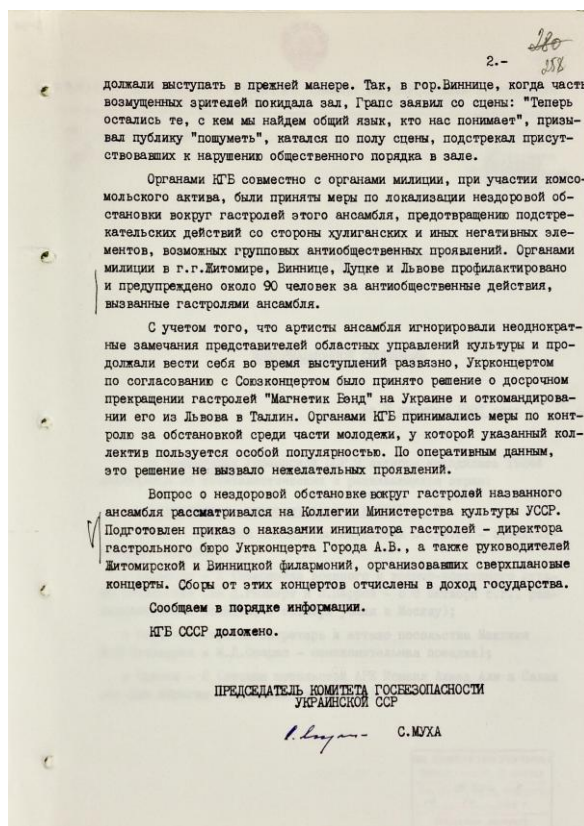 280
258
2.-
должали выступать в прежней манере. Так, в гор.Виннице, когда часть
возмущенных зрителей покидала зал, Грапс заявил со сцены: "Теперь
остались те, с кем мы найдем общий язык, кто нас понимает", призы-
вал публику "пошуметь", катался по полу сцены, подстрекал присут-
ствовавших к нарушению общественного порядка в зале.
Органами КГБ совместно с органами милиции, при участии комсо-
мольского актива, были приняты меры по локализации нездоровой об-
становки вокруг гастролей этого ансамбля, предотвращению подстре-
кательских действий со стороны хулиганских и иных негативных эле-
ментов, возможных групповых антиобщественных проявлений. Органами
милиции в г.г.Житомире, Виннице, Луцке и Львове профилактировано
и предупреждено около 90 человек за антиобщественные действия,
вызванные гастролями ансамбля.
С учетом того, что артисты ансамбля игнорировали неоднократ-
ные замечания представителей областных управлений культуры и про-
должали вести себя во время выступлений развязно, Укрконцертом
по согласованию с Союзконцертом было принято решение о досрочном
прекращении гастролей "Магнетик Бэнд" на Украине и откомандирова-
нии его из Львова в Таллин. Органами КГБ принимались меры по конт-
ролю за обстановкой среди части молодежи, у которой указанный кол-
лектив пользуется особой популярностью. По оперативным данным,
это решение не вызвало нежелательных проявлений.
Вопрос о нездоровой обстановке вокруг гастролей названного
ансамбля рассматривался на Коллегии Министерства культуры УССР.
Подготовлен приказ о наказании инициатора гастролей - директора
гастрольного бюро Укрконцерта Города А.В., а также руководителей
Житомирской и Винницкой филармоний, организовавших сверхплановые
концерты. Сборы от этих концертов отчислены в доход государства.
Сообщаем в порядке информации.
КГБ СССР доложено.
ПРЕДСЕДАТЕЛЬ КОМИТЕТА ГОСБЕЗОПАСНОСТИ
УКРАИНСКОЙ ССР
С.МУХА